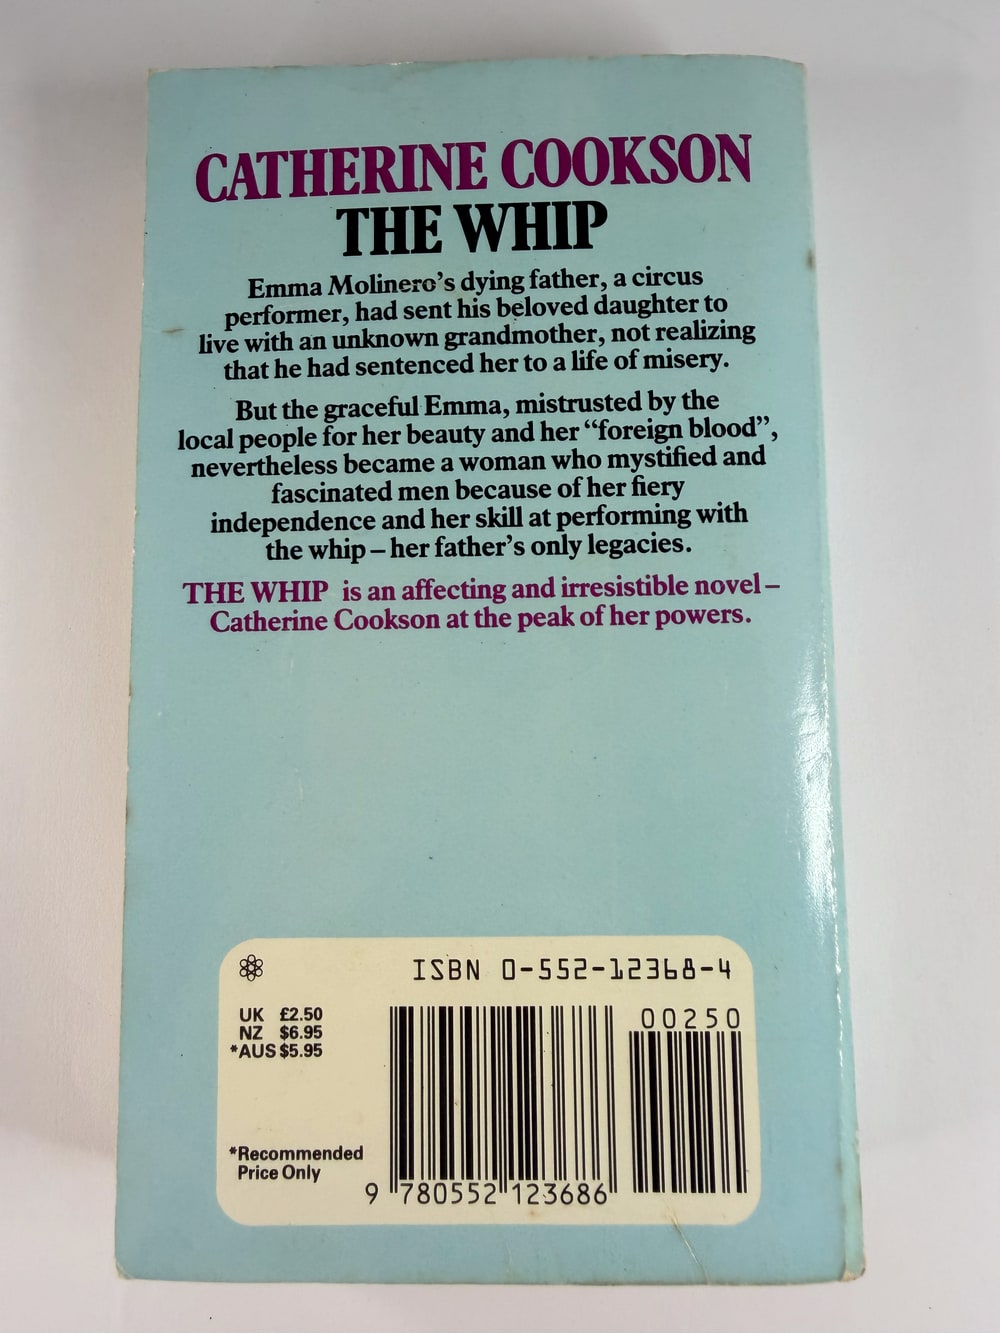 CATHERINE COOKSON
THE WHIP
Emma Molinero's dying father, a circus
performer, had sent his beloved daughter to
live with an unknown grandmother, not realizing
that he had sentenced her to a life of misery.
But the graceful Emma, mistrusted by the
local people for her beauty and her “foreign blood”,
nevertheless became a woman who mystified and
fascinated men because of her fiery
independence and her skill at performing with
the whip – her father's only legacies.
THE WHIP is an affecting and irresistible novel –
Catherine Cookson at the peak of her powers.
ISBN 0-552-12368-4
UK £2.50
NZ $6.95
*AUS $5.95
00250
*Recommended
Price Only
9 780552 123686